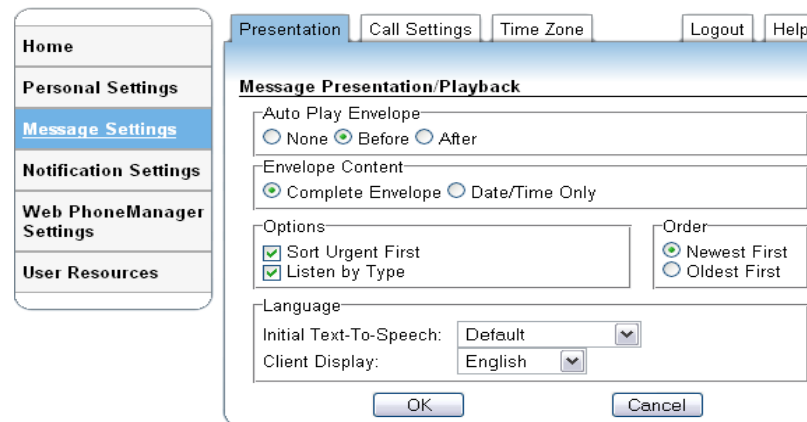 Home
Personal Settings
Message Settings
Notification Settings
Web PhoneManager
Settings
User Resources
Presentation Call Settings Time Zone Logout Help
Message Presentation/Playback
Auto Play Envelope
None Before After
Envelope Content
Complete Envelope Date/Time Only
Options
Sort Urgent First
Listen by Type
Order
Newest First
Oldest First
Language
Initial Text-To-Speech: Default
Client Display: English
OK Cancel